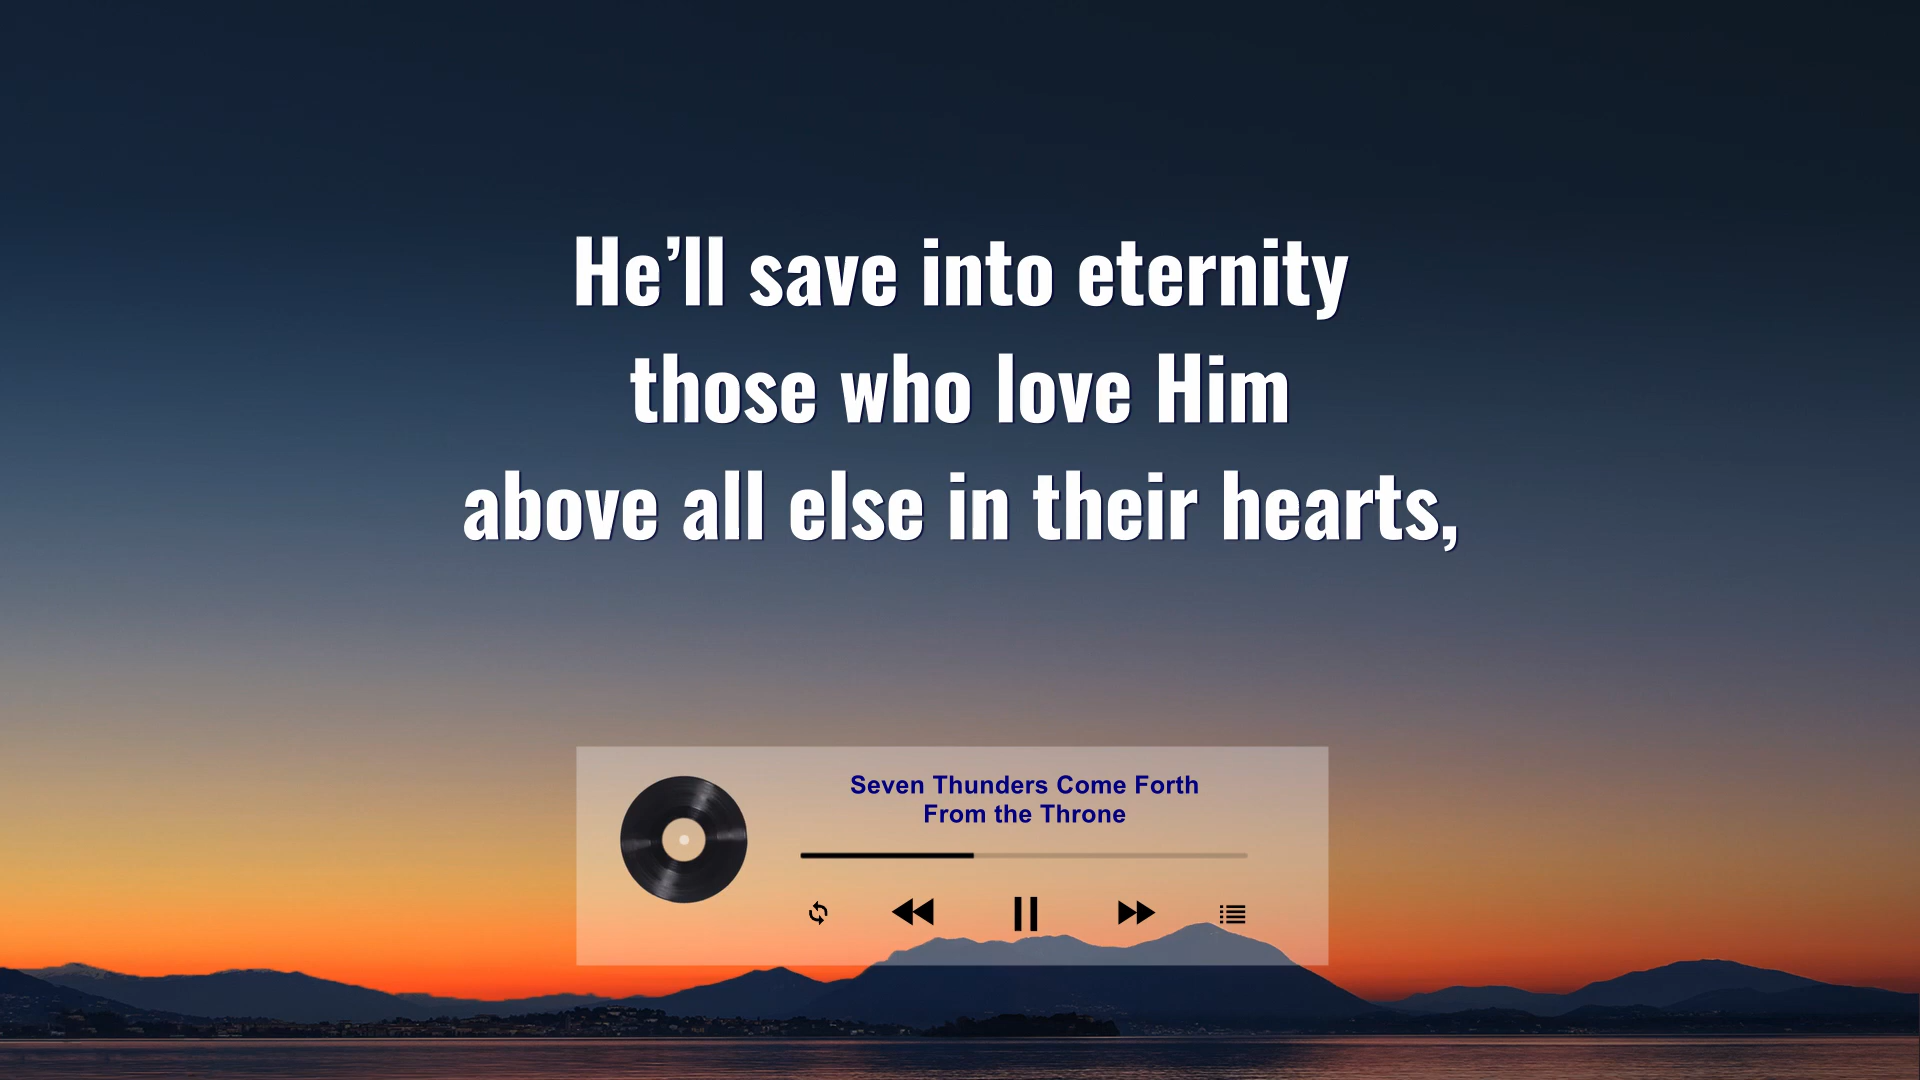 He’ll save into eternity
those who love Him
above all else in their hearts,
Seven Thunders Come Forth
From the Throne